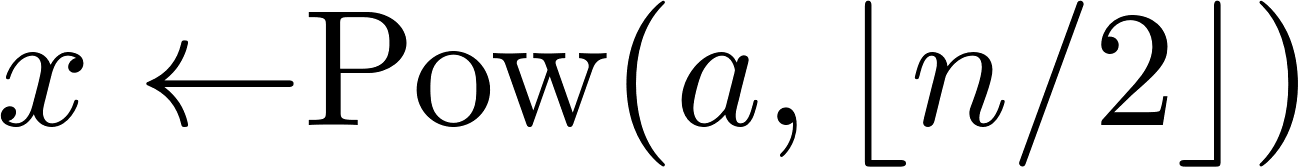 x ←Pow(a, ⌊n/2⌋)